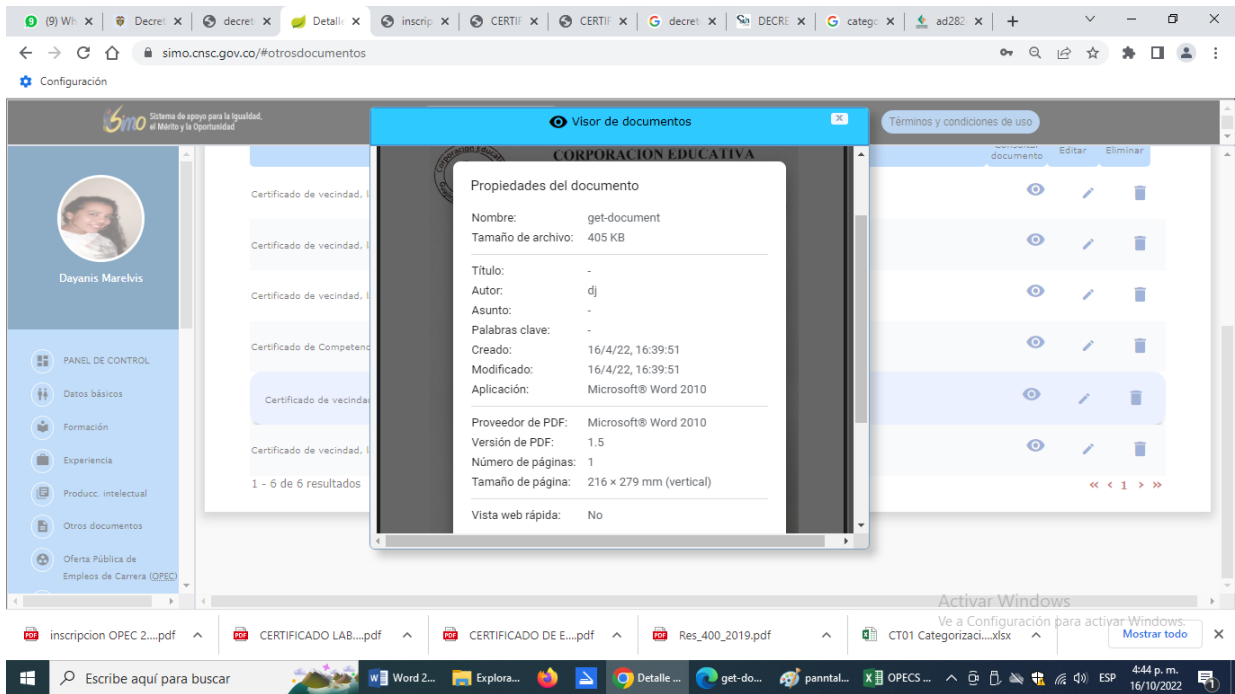 (9) Wh
Decret
decret
Detalle
inscrip
CERTIF
CERTIF
decret
DECRE
catego
ad282
simo.cnsc.gov.co/#otrosdocumentos
Configuración
Simo Sistema de apoyo para la Igualdad,
el Mérito y la Oportunidad
Visor de documentos
Términos y condiciones de uso
Consultar
documento Editar Eliminar
CORPORACION EDUCATIVA
Propiedades del documento
Nombre: get-document
Tamaño de archivo: 405 KB
Título: -
Autor: dj
Asunto: -
Palabras clave: -
Creado: 16/4/22, 16:39:51
Modificado: 16/4/22, 16:39:51
Aplicación: Microsoft® Word 2010
Proveedor de PDF: Microsoft® Word 2010
Versión de PDF: 1.5
Número de páginas: 1
Tamaño de página: 216 × 279 mm (vertical)
Vista web rápida: No
Dayanis Marelvis
PANEL DE CONTROL
Datos básicos
Formación
Experiencia
Producc. intelectual
Otros documentos
Oferta Pública de
Empleos de Carrera (OPEC)
Certificado de vecindad, l
Certificado de vecindad, l
Certificado de vecindad, l
Certificado de Competenc
Certificado de vecindad
Certificado de vecindad, l
1 - 6 de 6 resultados
« ‹ 1 › »
Activar Windows
Ve a Configuración para activar Windows.
inscripcion OPEC 2....pdf
CERTIFICADO LAB....pdf
CERTIFICADO DE E....pdf
Res_400_2019.pdf
CT01 Categorizaci....xlsx
Mostrar todo
Escribe aquí para buscar
Word 2...
Explora...
Detalle ...
get-do...
panntal...
OPECS ...
ESP
4:44 p. m.
16/10/2022